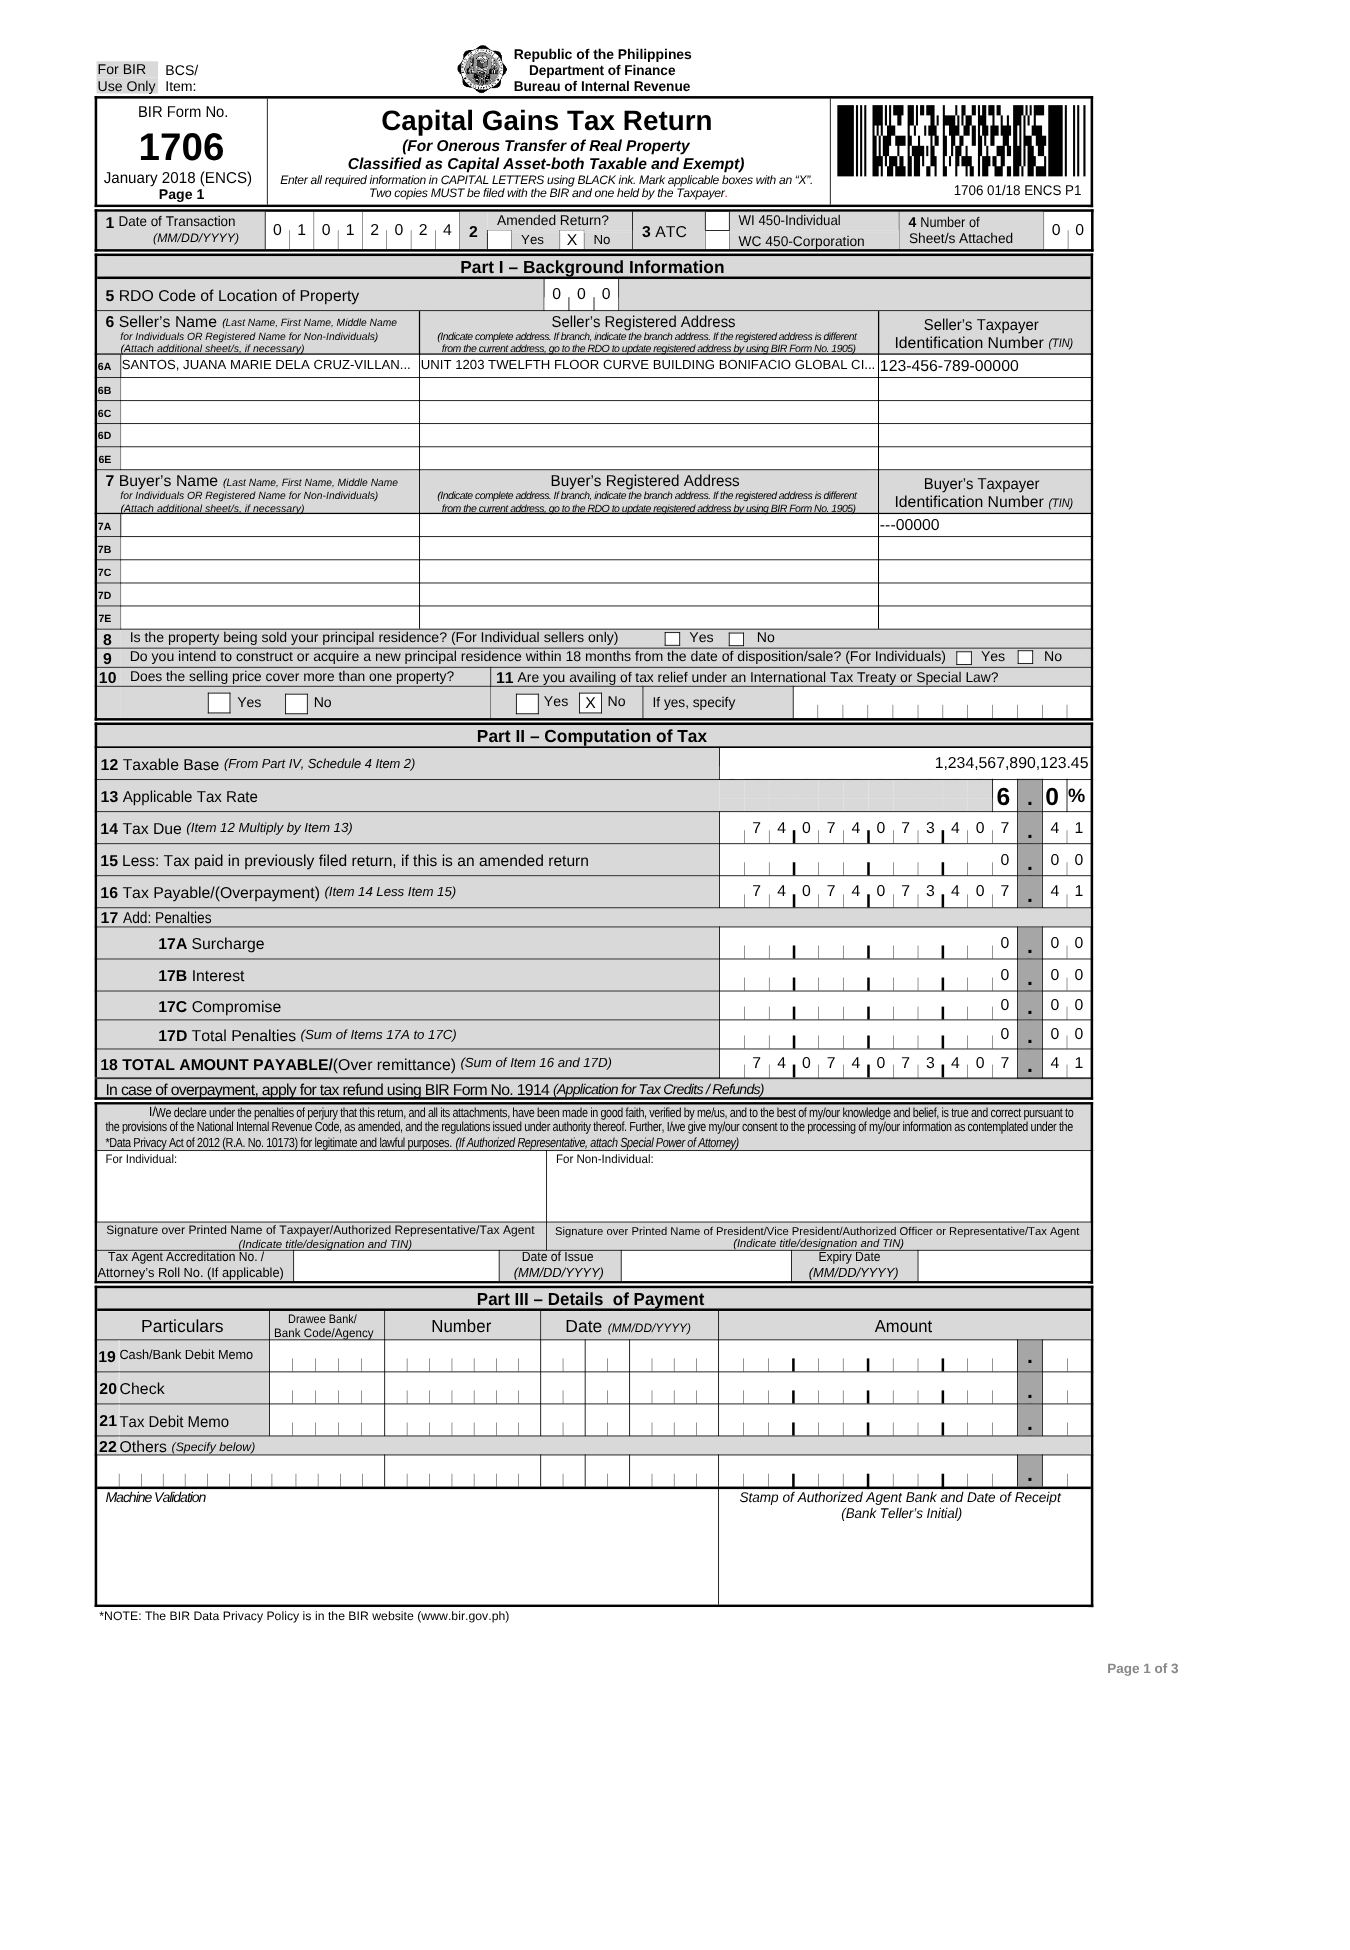 For BIR BCS/
Use Only Item:
Republic of the Philippines
Department of Finance
Bureau of Internal Revenue
BIR Form No.
1706
January 2018 (ENCS)
Page 1
Capital Gains Tax Return
(For Onerous Transfer of Real Property
Classified as Capital Asset-both Taxable and Exempt)
Enter all required information in CAPITAL LETTERS using BLACK ink. Mark applicable boxes with an “X”.
Two copies MUST be filed with the BIR and one held by the Taxpayer.
1706 01/18 ENCS P1
1 Date of Transaction
(MM/DD/YYYY)
0 1 0 1 2 0 2 4
2 Amended Return?
Yes X No
3 ATC
WI 450-Individual
WC 450-Corporation
4 Number of
Sheet/s Attached
0 0
Part I – Background Information
5 RDO Code of Location of Property 0 0 0
6 Seller’s Name (Last Name, First Name, Middle Name
for Individuals OR Registered Name for Non-Individuals)
(Attach additional sheet/s, if necessary)
Seller’s Registered Address
(Indicate complete address. If branch, indicate the branch address. If the registered address is different
from the current address, go to the RDO to update registered address by using BIR Form No. 1905)
Seller’s Taxpayer
Identification Number (TIN)
6A SANTOS, JUANA MARIE DELA CRUZ-VILLAN... UNIT 1203 TWELFTH FLOOR CURVE BUILDING BONIFACIO GLOBAL CI... 123-456-789-00000
6B
6C
6D
6E
7 Buyer’s Name (Last Name, First Name, Middle Name
for Individuals OR Registered Name for Non-Individuals)
(Attach additional sheet/s, if necessary)
Buyer’s Registered Address
(Indicate complete address. If branch, indicate the branch address. If the registered address is different
from the current address, go to the RDO to update registered address by using BIR Form No. 1905)
Buyer’s Taxpayer
Identification Number (TIN)
7A ---00000
7B
7C
7D
7E
8 Is the property being sold your principal residence? (For Individual sellers only) Yes No
9 Do you intend to construct or acquire a new principal residence within 18 months from the date of disposition/sale? (For Individuals) Yes No
10 Does the selling price cover more than one property? 11 Are you availing of tax relief under an International Tax Treaty or Special Law?
Yes No Yes X No If yes, specify
Part II – Computation of Tax
12 Taxable Base (From Part IV, Schedule 4 Item 2) 1,234,567,890,123.45
13 Applicable Tax Rate 6 . 0 %
14 Tax Due (Item 12 Multiply by Item 13) 7 4 0 7 4 0 7 3 4 0 7 . 4 1
15 Less: Tax paid in previously filed return, if this is an amended return 0 . 0 0
16 Tax Payable/(Overpayment) (Item 14 Less Item 15) 7 4 0 7 4 0 7 3 4 0 7 . 4 1
17 Add: Penalties
17A Surcharge 0 . 0 0
17B Interest 0 . 0 0
17C Compromise 0 . 0 0
17D Total Penalties (Sum of Items 17A to 17C) 0 . 0 0
18 TOTAL AMOUNT PAYABLE/(Over remittance) (Sum of Item 16 and 17D) 7 4 0 7 4 0 7 3 4 0 7 . 4 1
In case of overpayment, apply for tax refund using BIR Form No. 1914 (Application for Tax Credits / Refunds)
I/We declare under the penalties of perjury that this return, and all its attachments, have been made in good faith, verified by me/us, and to the best of my/our knowledge and belief, is true and correct pursuant to
the provisions of the National Internal Revenue Code, as amended, and the regulations issued under authority thereof. Further, I/we give my/our consent to the processing of my/our information as contemplated under the
*Data Privacy Act of 2012 (R.A. No. 10173) for legitimate and lawful purposes. (If Authorized Representative, attach Special Power of Attorney)
For Individual: For Non-Individual:
Signature over Printed Name of Taxpayer/Authorized Representative/Tax Agent
(Indicate title/designation and TIN)
Signature over Printed Name of President/Vice President/Authorized Officer or Representative/Tax Agent
(Indicate title/designation and TIN)
Tax Agent Accreditation No. /
Attorney’s Roll No. (If applicable)
Date of Issue
(MM/DD/YYYY)
Expiry Date
(MM/DD/YYYY)
Part III – Details of Payment
Particulars
Drawee Bank/
Bank Code/Agency
Number Date (MM/DD/YYYY) Amount
19 Cash/Bank Debit Memo .
20 Check .
21 Tax Debit Memo .
22 Others (Specify below)
.
Machine Validation
Stamp of Authorized Agent Bank and Date of Receipt
(Bank Teller’s Initial)
*NOTE: The BIR Data Privacy Policy is in the BIR website (www.bir.gov.ph)
Page 1 of 3